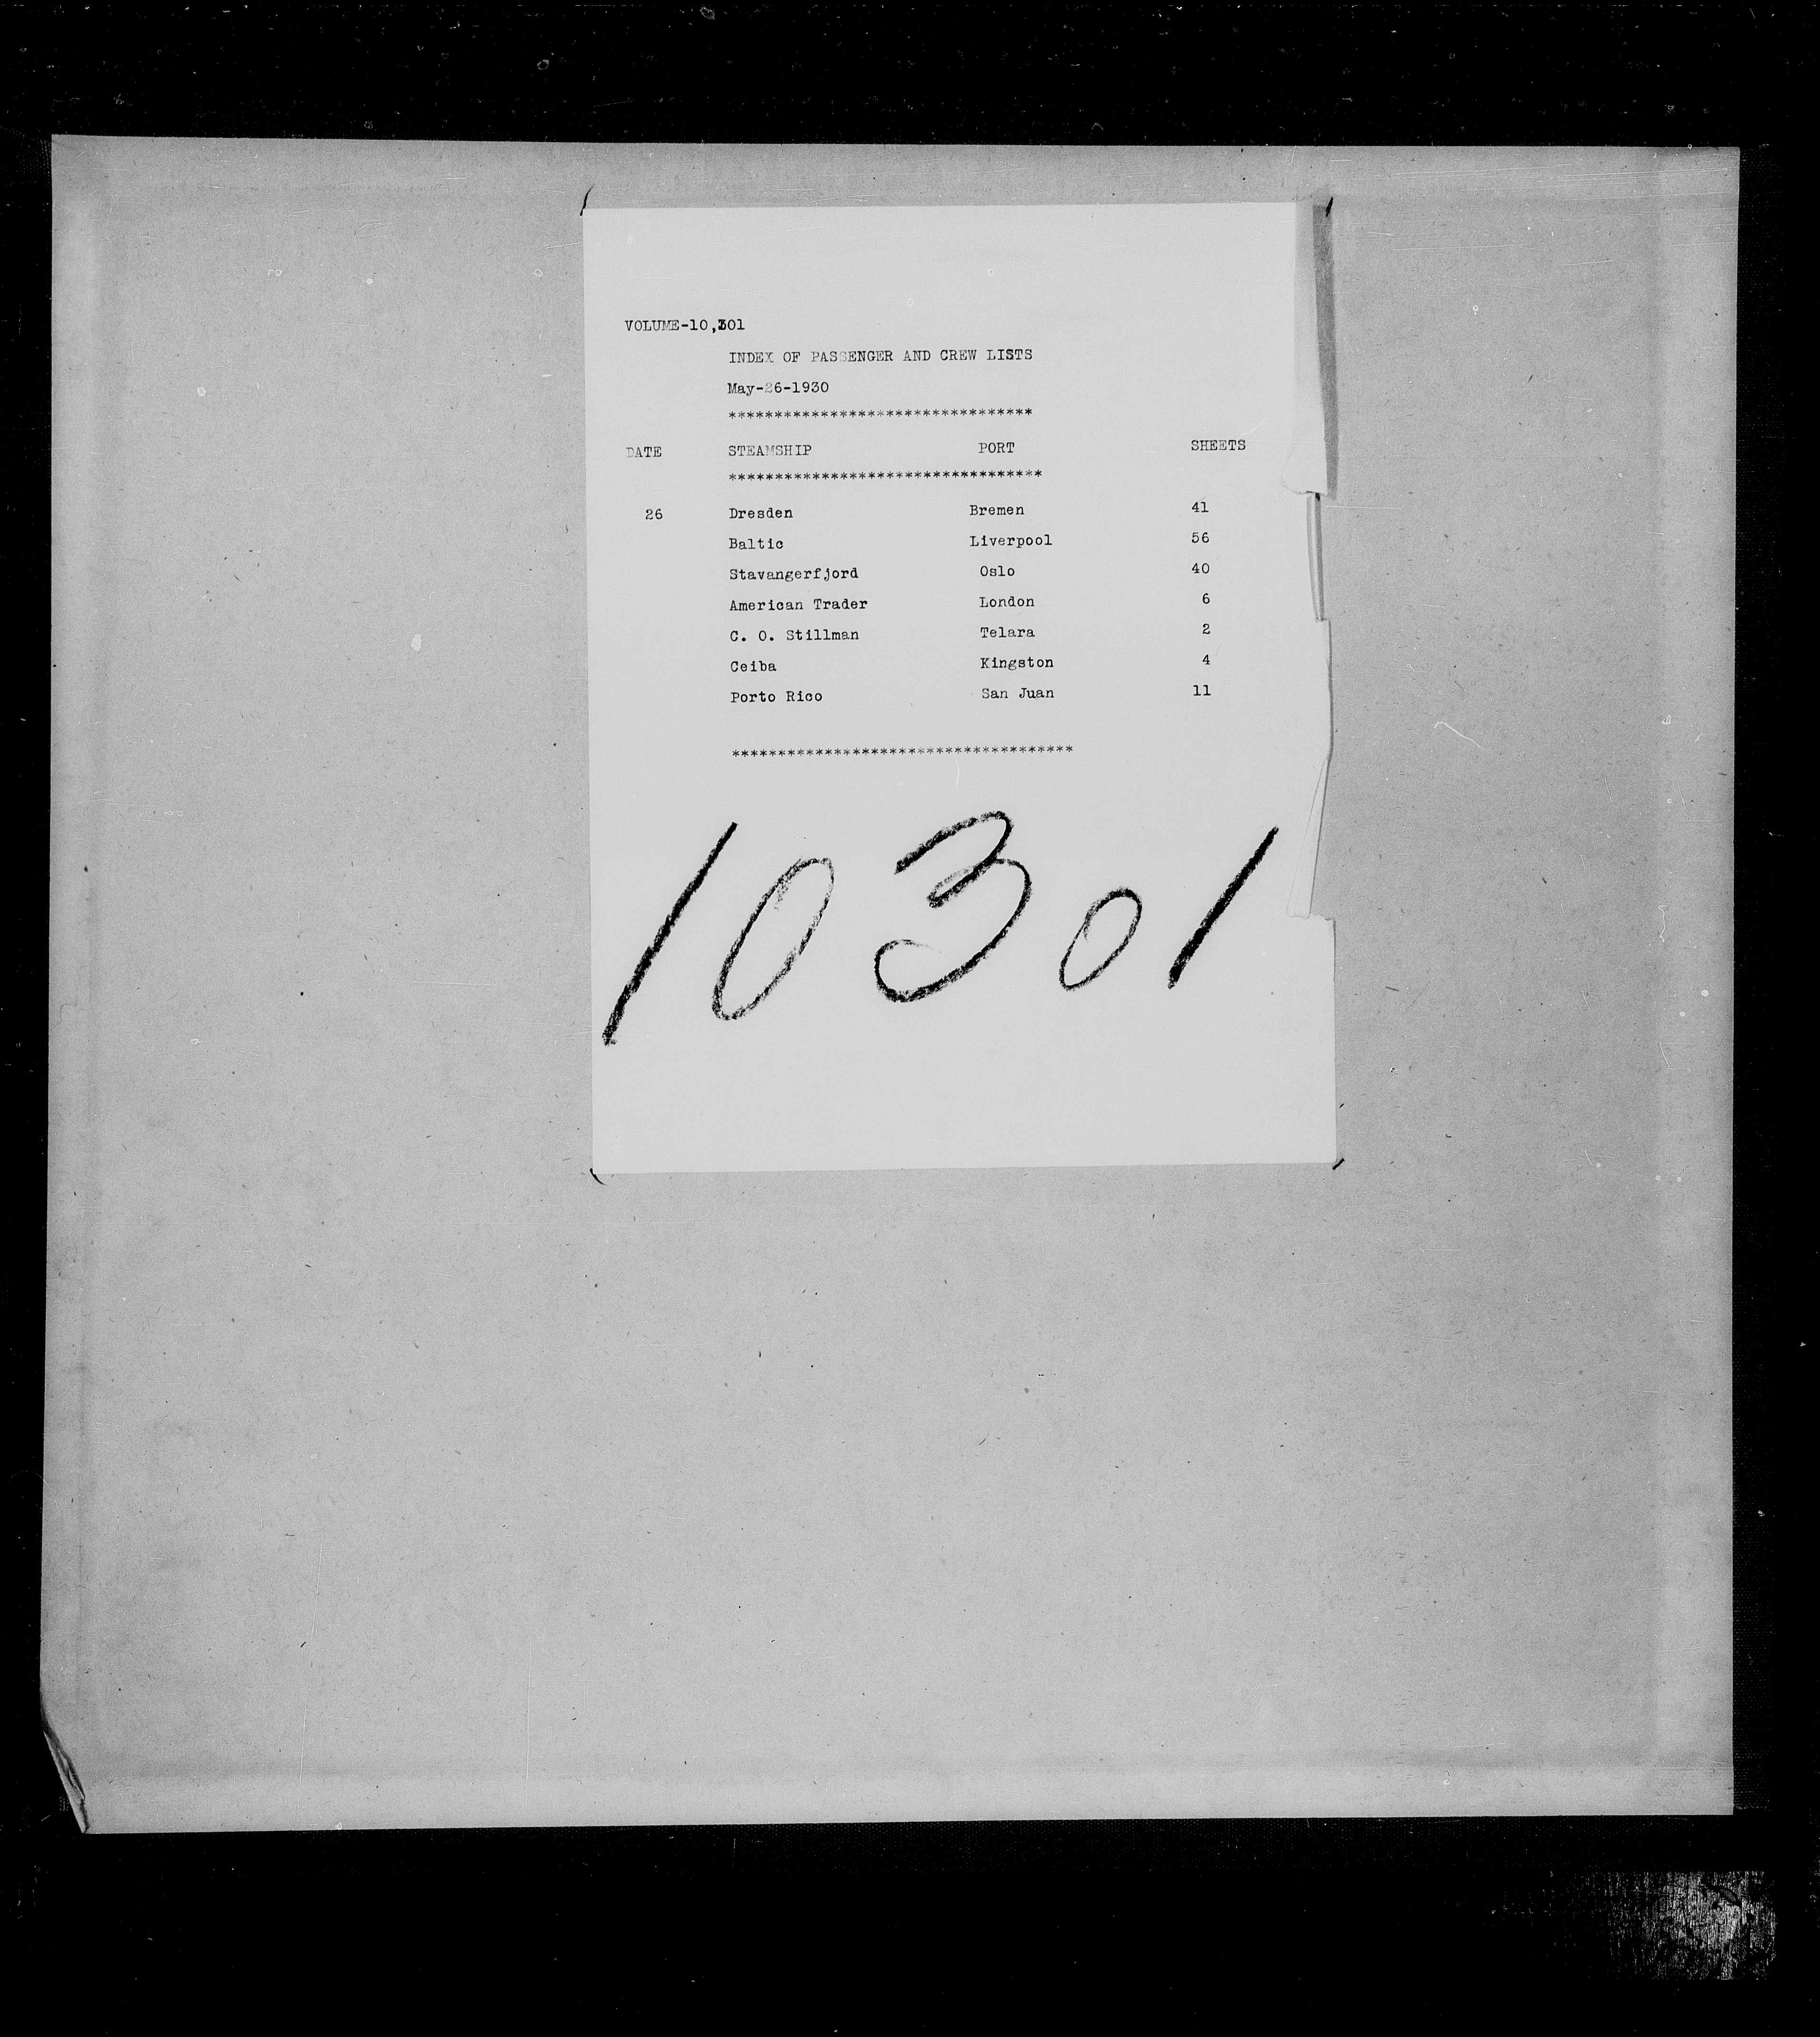 VOLUME-10,301
INDEX OF PASSENGER AND CREW LISTS
May-26-1930
*********************************
DATE STEAMSHIP PORT SHEETS
**********************************
26 Dresden Bremen 41
Baltic Liverpool 56
Stavangerfjord Oslo 40
American Trader London 6
C. O. Stillman Telara 2
Ceiba Kingston 4
Porto Rico San Juan 11
*************************************
10301